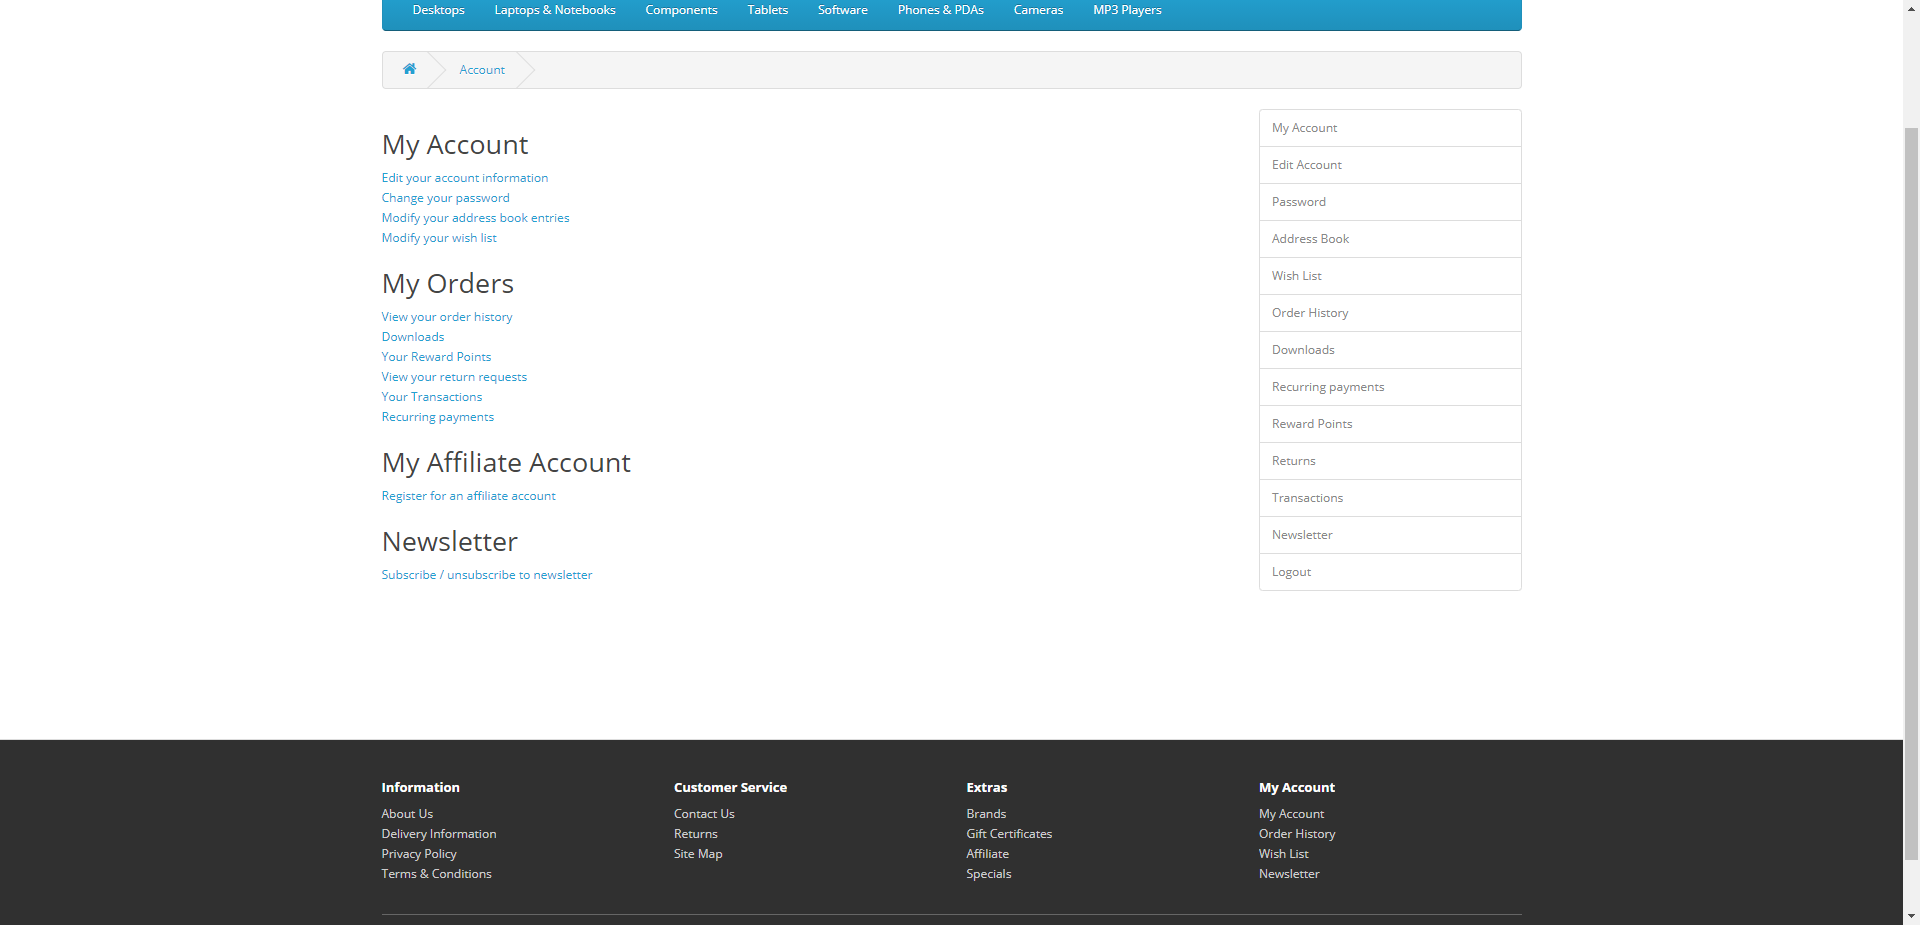 Desktops Laptops & Notebooks Components Tablets Software Phones & PDAs Cameras MP3 Players
Account
My Account
Edit your account information
Change your password
Modify your address book entries
Modify your wish list
My Orders
View your order history
Downloads
Your Reward Points
View your return requests
Your Transactions
Recurring payments
My Affiliate Account
Register for an affiliate account
Newsletter
Subscribe / unsubscribe to newsletter
My Account
Edit Account
Password
Address Book
Wish List
Order History
Downloads
Recurring payments
Reward Points
Returns
Transactions
Newsletter
Logout
Information
About Us
Delivery Information
Privacy Policy
Terms & Conditions
Customer Service
Contact Us
Returns
Site Map
Extras
Brands
Gift Certificates
Affiliate
Specials
My Account
My Account
Order History
Wish List
Newsletter